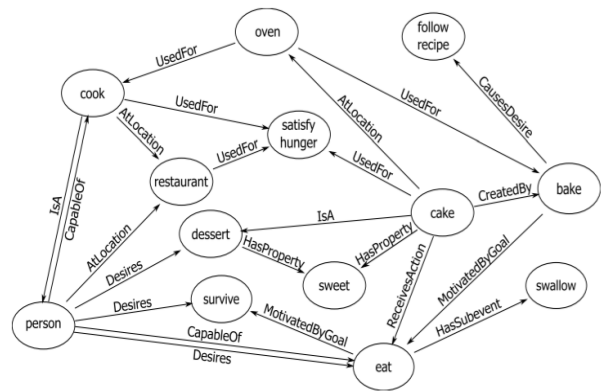 oven
follow
recipe
UsedFor
cook
UsedFor
AtLocation
UsedFor
CausesDesire
AtLocation
satisfy
hunger
UsedFor
UsedFor
restaurant
bake
CreatedBy
cake
IsA
CapableOf
IsA
AtLocation
dessert
HasProperty
HasProperty
Desires
sweet
ReceivesAction
MotivatedByGoal
swallow
survive
Desires
MotivatedByGoal
HasSubevent
person
CapableOf
Desires
eat